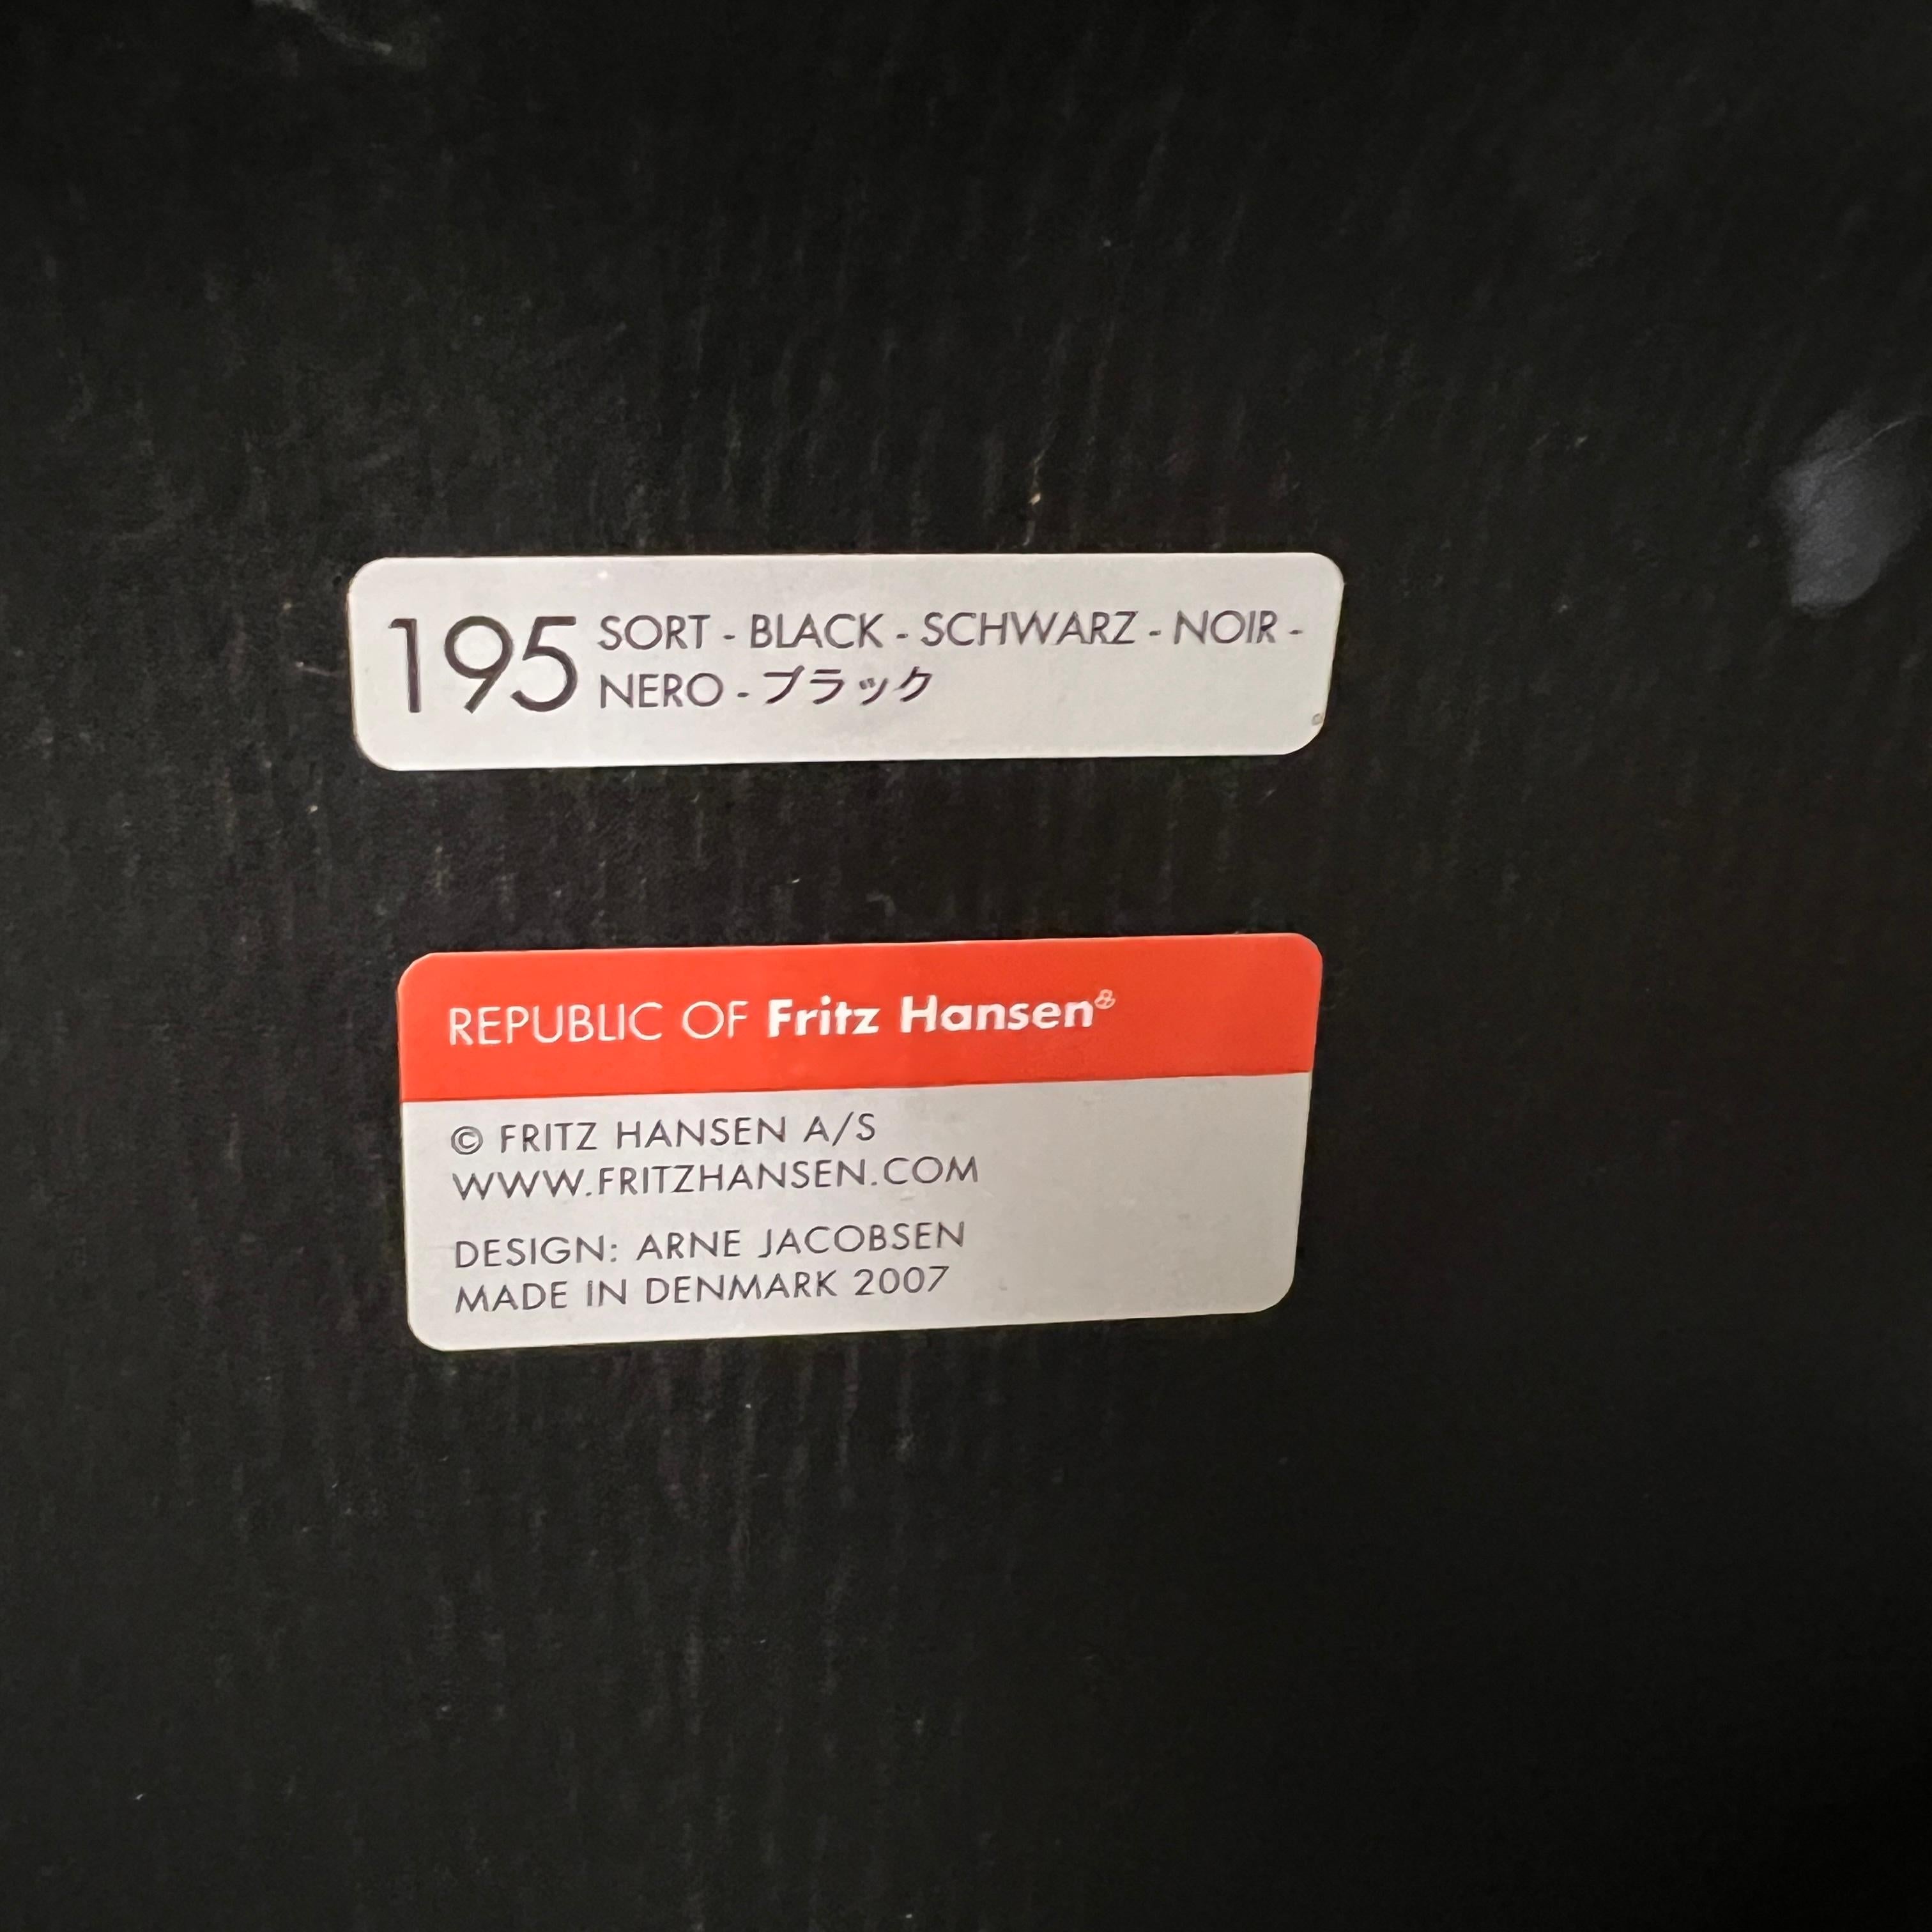 195 SORT - BLACK - SCHWARZ - NOIR -
NERO - ブラック
REPUBLIC OF Fritz Hansen®
© FRITZ HANSEN A/S
WWW.FRITZHANSEN.COM
DESIGN: ARNE JACOBSEN
MADE IN DENMARK 2007